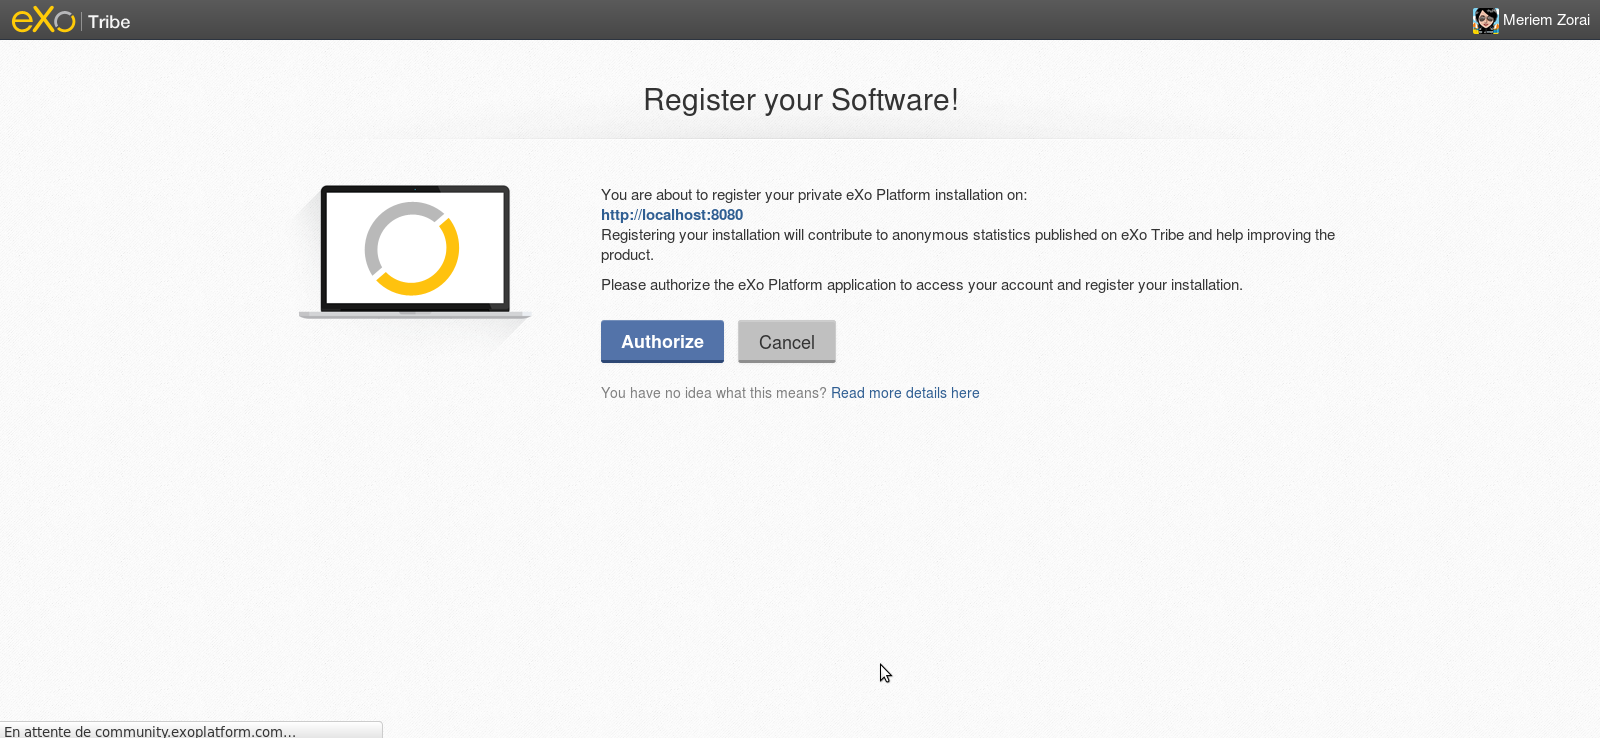 eXo Tribe
Meriem Zorai
Register your Software!
You are about to register your private eXo Platform installation on:
http://localhost:8080
Registering your installation will contribute to anonymous statistics published on eXo Tribe and help improving the
product.
Please authorize the eXo Platform application to access your account and register your installation.
Authorize
Cancel
You have no idea what this means? Read more details here
En attente de community.exoplatform.com...